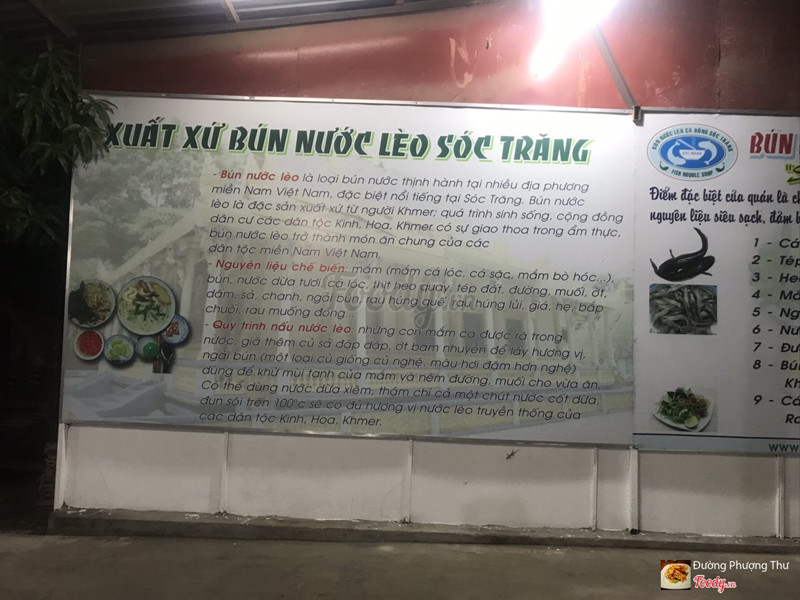 XUẤT XỨ BÚN NƯỚC LÈO SÓC TRĂNG
- Bún nước lèo là loại bún nước thịnh hành tại nhiều địa phương
miền Nam Việt Nam, đặc biệt nổi tiếng tại Sóc Trăng. Bún nước
lèo là đặc sản xuất xứ từ người Khmer; quá trình sinh sống, cộng đồng
dân cư các dân tộc Kinh, Hoa, Khmer có sự giao thoa trong ẩm thực,
bún nước lèo trở thành món ăn chung của các
dân tộc miền Nam Việt Nam.
- Nguyên liệu chế biến: mắm (mắm cá lóc, cá sặc, mắm bò hóc...),
bún, nước dừa tươi, cá lóc, thịt heo quay, tép đất, đường, muối, ớt,
dấm, sả, chanh, ngải bún, rau húng quế, rau húng lủi, giá, hẹ, bắp
chuối, rau muống đồng...
- Quy trình nấu nước lèo: những con mắm cá được rã trong
nước, giát thêm củ sả đáp dáp, ớt bằm nhuyễn để lấy hương vị,
ngải bún (một loại củ giống củ nghệ, màu hơi đậm hơn nghệ)
dùng để khử mùi tanh của mắm và nêm đường, muối cho vừa ăn.
Có thể dùng nước dừa xiêm, thậm chí cả một chút nước cốt dừa,
đun sôi trên 100°c sẽ có đủ hương vị nước lèo truyền thống của
các dân tộc Kinh, Hoa, Khmer.
BÚN NƯỚC LÈO CÁ ĐỒNG SÓC TRĂNG
FISH NOODLE SOUP
BÚN
Điểm đặc biệt của quán là
nguyên liệu siêu sạch, đảm
1 - Cá
2 - Tép
3 - Heo
4 -
5 -
6 -
7 -
8 - Bún
9 -
Đường Phượng Thư
Foody.vn